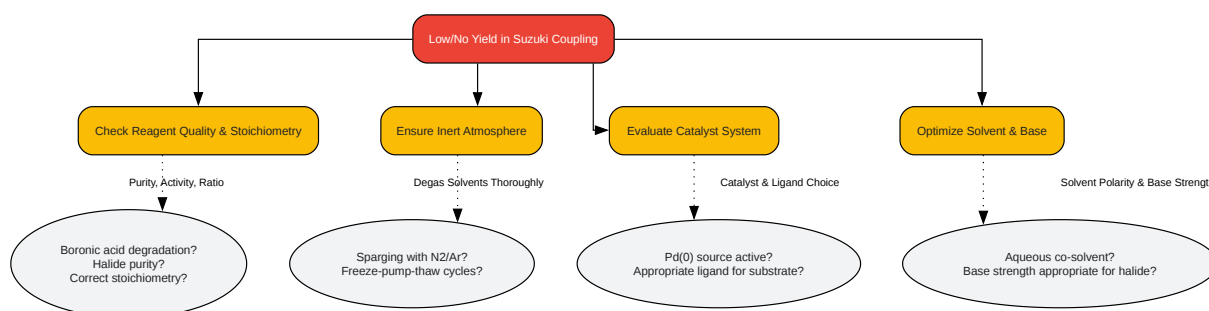 Low/No Yield in Suzuki Coupling
Check Reagent Quality & Stoichiometry
Ensure Inert Atmosphere
Evaluate Catalyst System
Optimize Solvent & Base
Purity, Activity, Ratio
Degas Solvents Thoroughly
Catalyst & Ligand Choice
Solvent Polarity & Base Strengt
Boronic acid degradation?
Halide purity?
Correct stoichiometry?
Sparging with N2/Ar?
Freeze-pump-thaw cycles?
Pd(0) source active?
Appropriate ligand for substrate?
Aqueous co-solvent?
Base strength appropriate for halide?